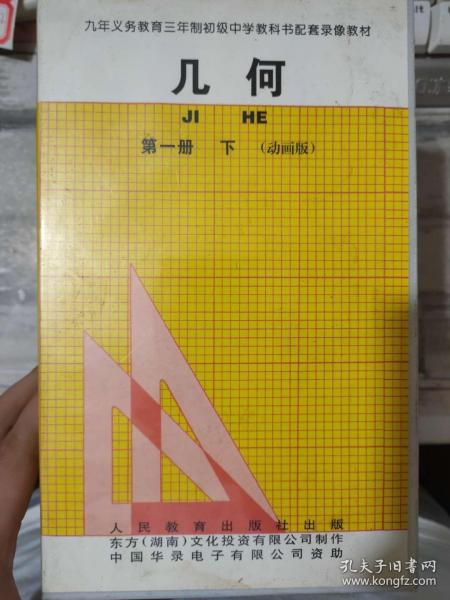 九年义务教育三年制初级中学教科书配套录像教材
几何
JI HE
第一册 下 (动画版)
人民教育出版社出版
东方(湖南)文化投资有限公司制作
中国华录电子有限公司资助
孔夫子旧书网
www.kongfz.com